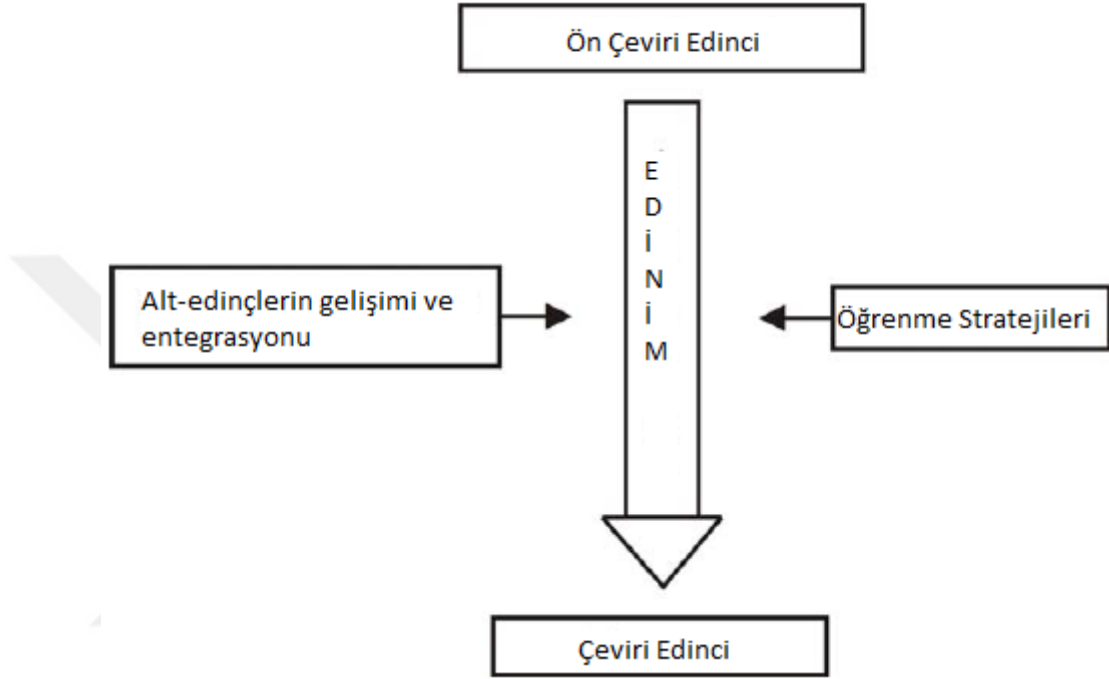 Ön Çeviri Edinci
E
D
İ
N
İ
M
Alt-edinçlerin gelişimi ve
entegrasyonu
Öğrenme Stratejileri
Çeviri Edinci